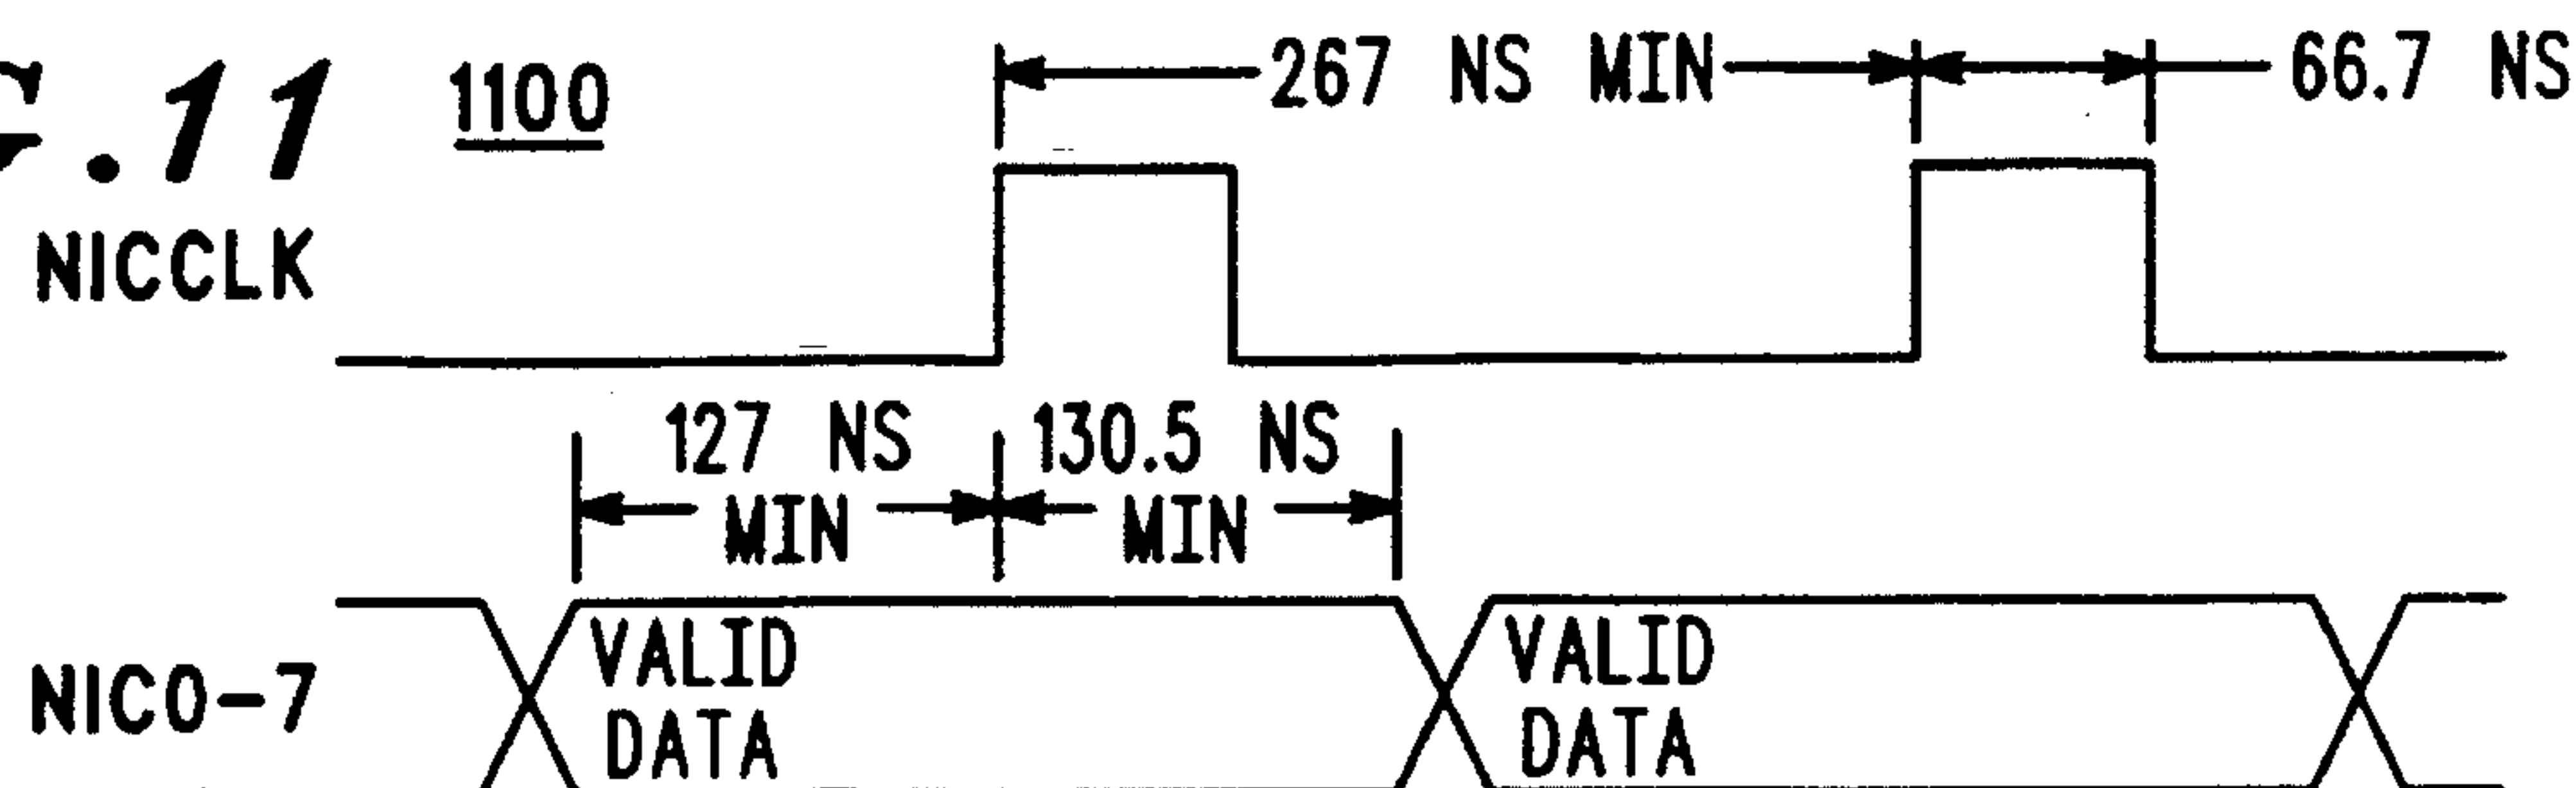 .11
1100
267 NS MIN
66.7 NS
NICCLK
127 NS
MIN
130.5 NS
MIN
NIC0-7
VALID
DATA
VALID
DATA